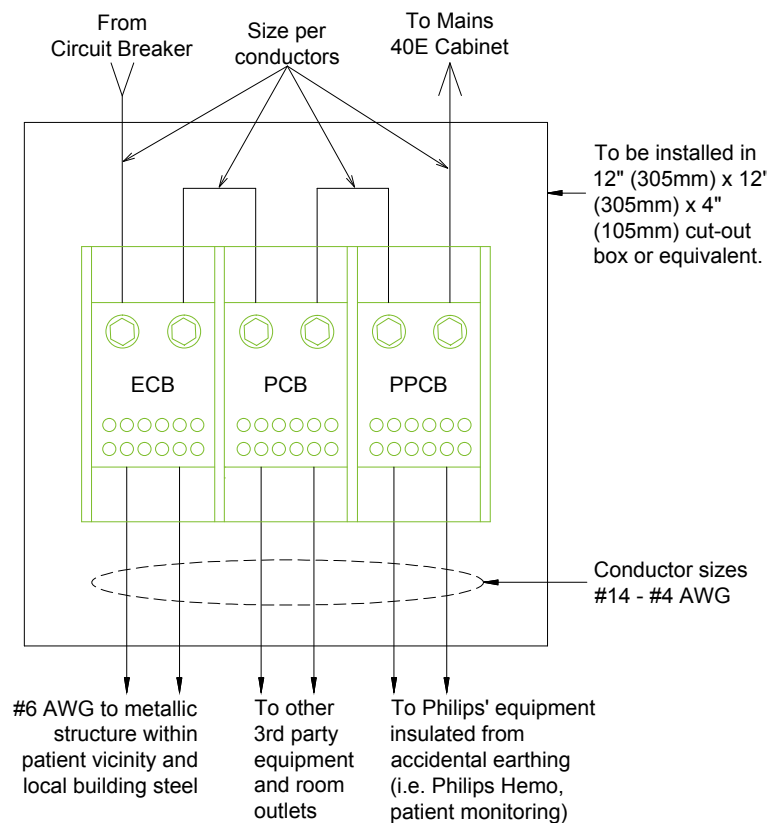 From
Circuit Breaker
Size per
conductors
To Mains
40E Cabinet
To be installed in
12" (305mm) x 12'
(305mm) x 4"
(105mm) cut-out
box or equivalent.
ECB
PCB
PPCB
Conductor sizes
#14 - #4 AWG
#6 AWG to metallic
structure within
patient vicinity and
local building steel
To other
3rd party
equipment
and room
outlets
To Philips' equipment
insulated from
accidental earthing
(i.e. Philips Hemo,
patient monitoring)